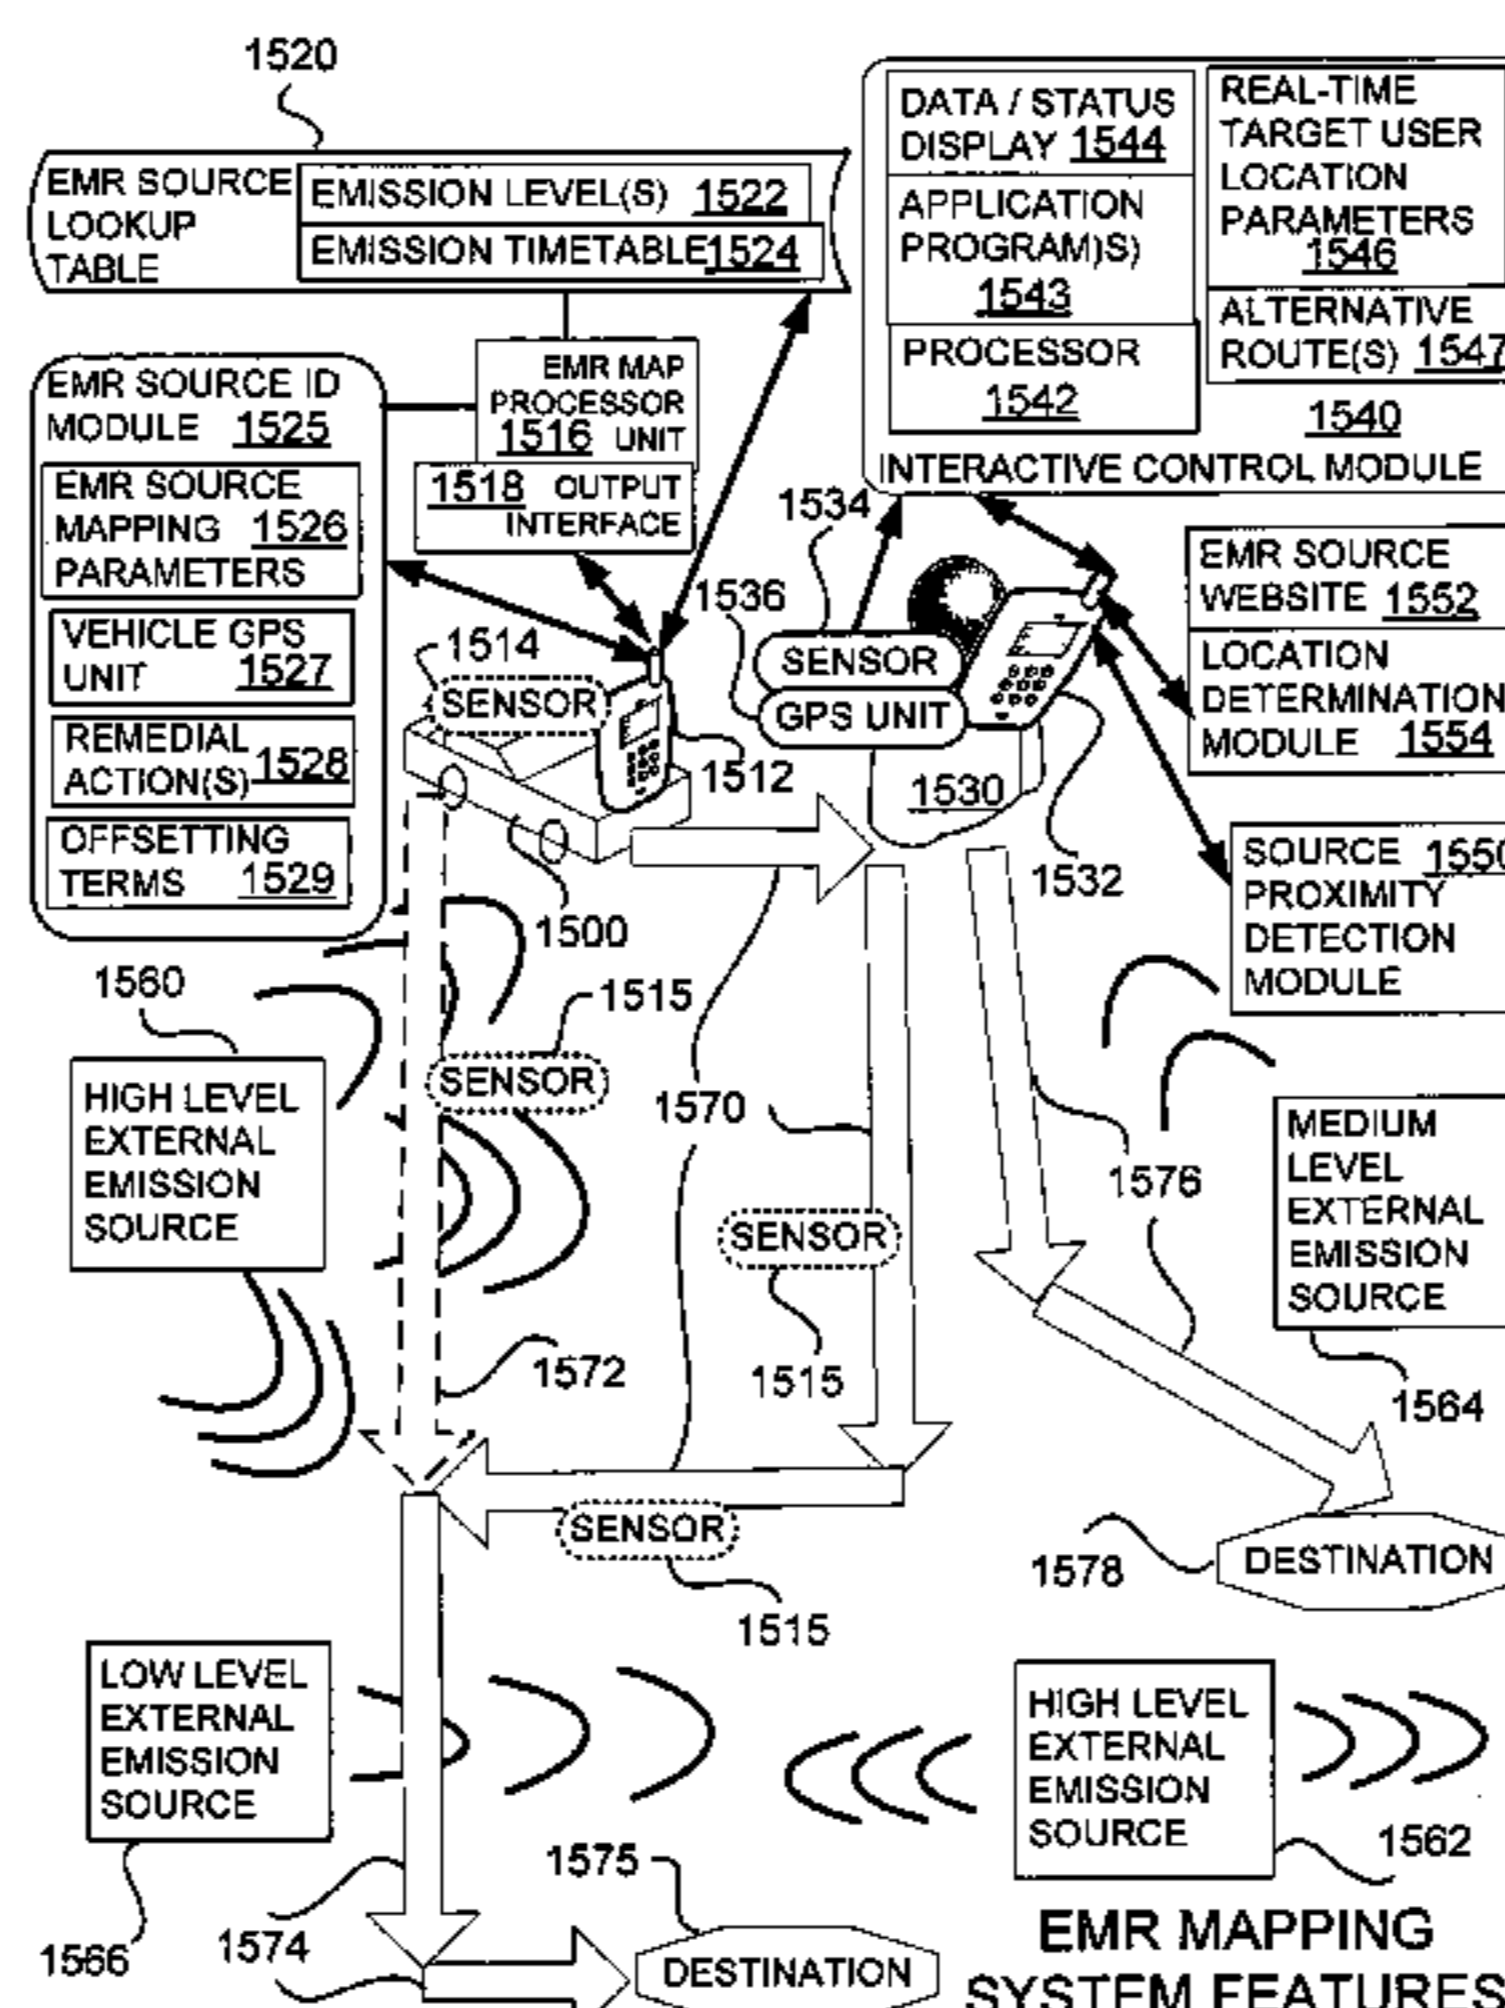 1520
EMR SOURCE
LOOKUP
TABLE
EMISSION LEVEL(S) 1522
EMISSION TIMETABLE 1524
DATA / STATUS
DISPLAY 1544
APPLICATION
PROGRAM)S)
1543
PROCESSOR
1542
REAL-TIME
TARGET USER
LOCATION
PARAMETERS
1546
ALTERNATIVE
ROUTE(S) 1547
1540
INTERACTIVE CONTROL MODULE
EMR SOURCE ID
MODULE 1525
EMR SOURCE
MAPPING 1526
PARAMETERS
VEHICLE GPS
UNIT 1527
REMEDIAL
ACTION(S) 1528
OFFSETTING
TERMS 1529
EMR MAP
PROCESSOR
1516 UNIT
1518 OUTPUT
INTERFACE
1534
1536
SENSOR
GPS UNIT
1514
SENSOR
1512
1530
1532
1500
EMR SOURCE
WEBSITE 1552
LOCATION
DETERMINATION
MODULE 1554
SOURCE 1550
PROXIMITY
DETECTION
MODULE
1560
HIGH LEVEL
EXTERNAL
EMISSION
SOURCE
1515
SENSOR
1570
SENSOR
1515
1572
1576
MEDIUM
LEVEL
EXTERNAL
EMISSION
SOURCE
1564
SENSOR
1515
1578
DESTINATION
LOW LEVEL
EXTERNAL
EMISSION
SOURCE
1566
1574
1575
DESTINATION
HIGH LEVEL
EXTERNAL
EMISSION
SOURCE
1562
EMR MAPPING
SYSTEM FEATURES